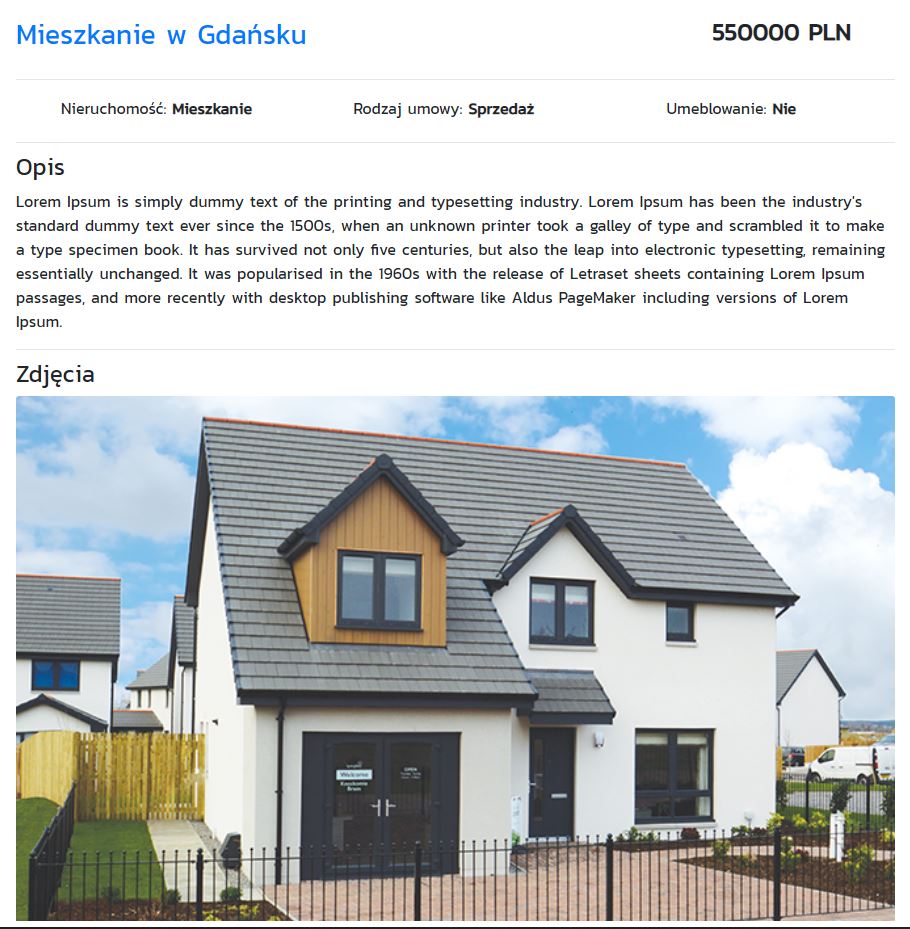 Mieszkanie w Gdańsku
550000 PLN
Nieruchomość: Mieszkanie
Rodzaj umowy: Sprzedaż
Umeblowanie: Nie
Opis
Lorem Ipsum is simply dummy text of the printing and typesetting industry. Lorem Ipsum has been the industry's
standard dummy text ever since the 1500s, when an unknown printer took a galley of type and scrambled it to make
a type specimen book. It has survived not only five centuries, but also the leap into electronic typesetting, remaining
essentially unchanged. It was popularised in the 1960s with the release of Letraset sheets containing Lorem Ipsum
passages, and more recently with desktop publishing software like Aldus PageMaker including versions of Lorem
Ipsum.
Zdjęcia
Welcome
OPEN